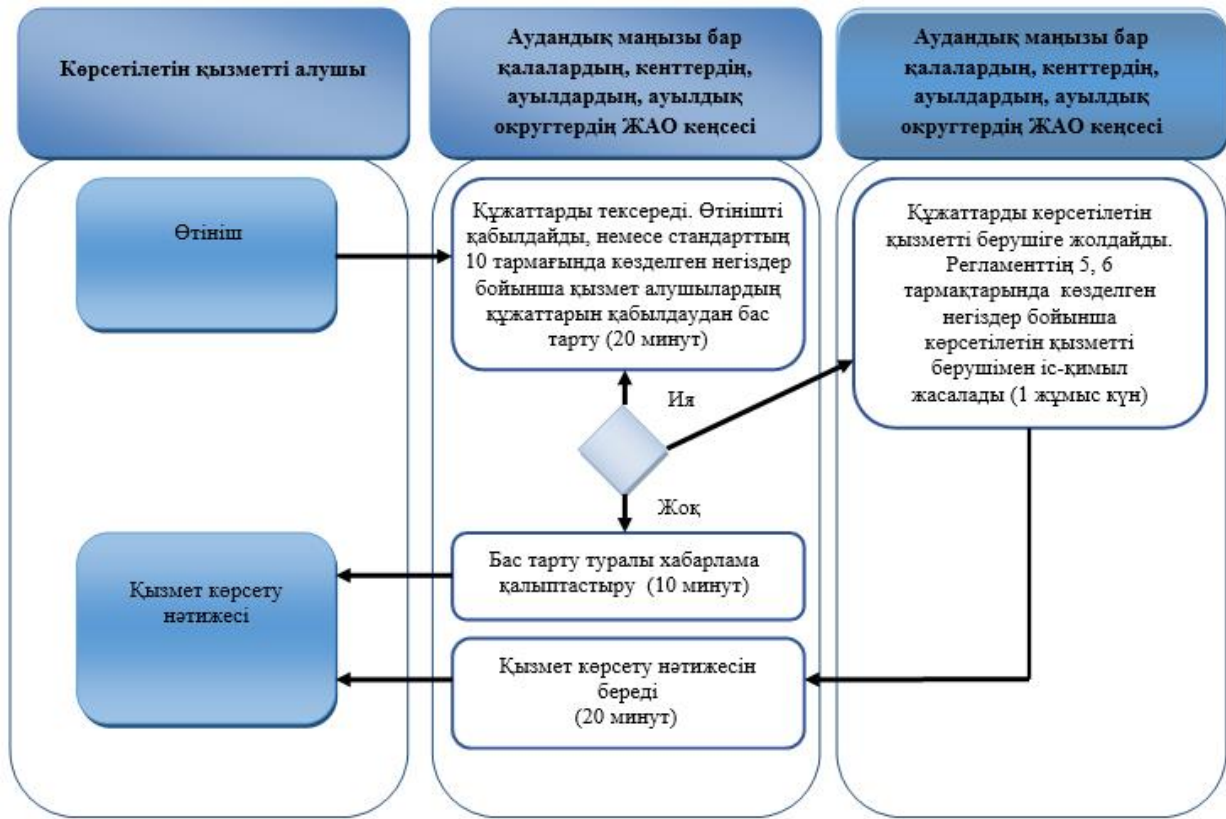 Көрсетілетін қызметті алушы
Аудандық маңызы бар
қалалардың, кенттердің,
ауылдардың, ауылдық
округтердің ЖАО кеңсесі
Аудандық маңызы бар
қалалардың, кенттердің,
ауылдардың, ауылдық
округтердің ЖАО кеңсесі
Өтініш
Құжаттарды тексереді. Өтінішті
қабылдайды, немесе стандарттың
10 тармағында көзделген негіздер
бойынша қызмет алушылардың
құжаттарын қабылдаудан бас
тарту (20 минут)
Құжаттарды көрсетілетін
қызметті берушіге жолдайды.
Регламенттің 5, 6
тармақтарында көзделген
негіздер бойынша
көрсетілетін қызметті
берушімен іс-қимыл
жасалады (1 жұмыс күн)
Ия
Жоқ
Бас тарту туралы хабарлама
қалыптастыру (10 минут)
Қызмет көрсету
нәтижесі
Қызмет көрсету нәтижесін
береді
(20 минут)